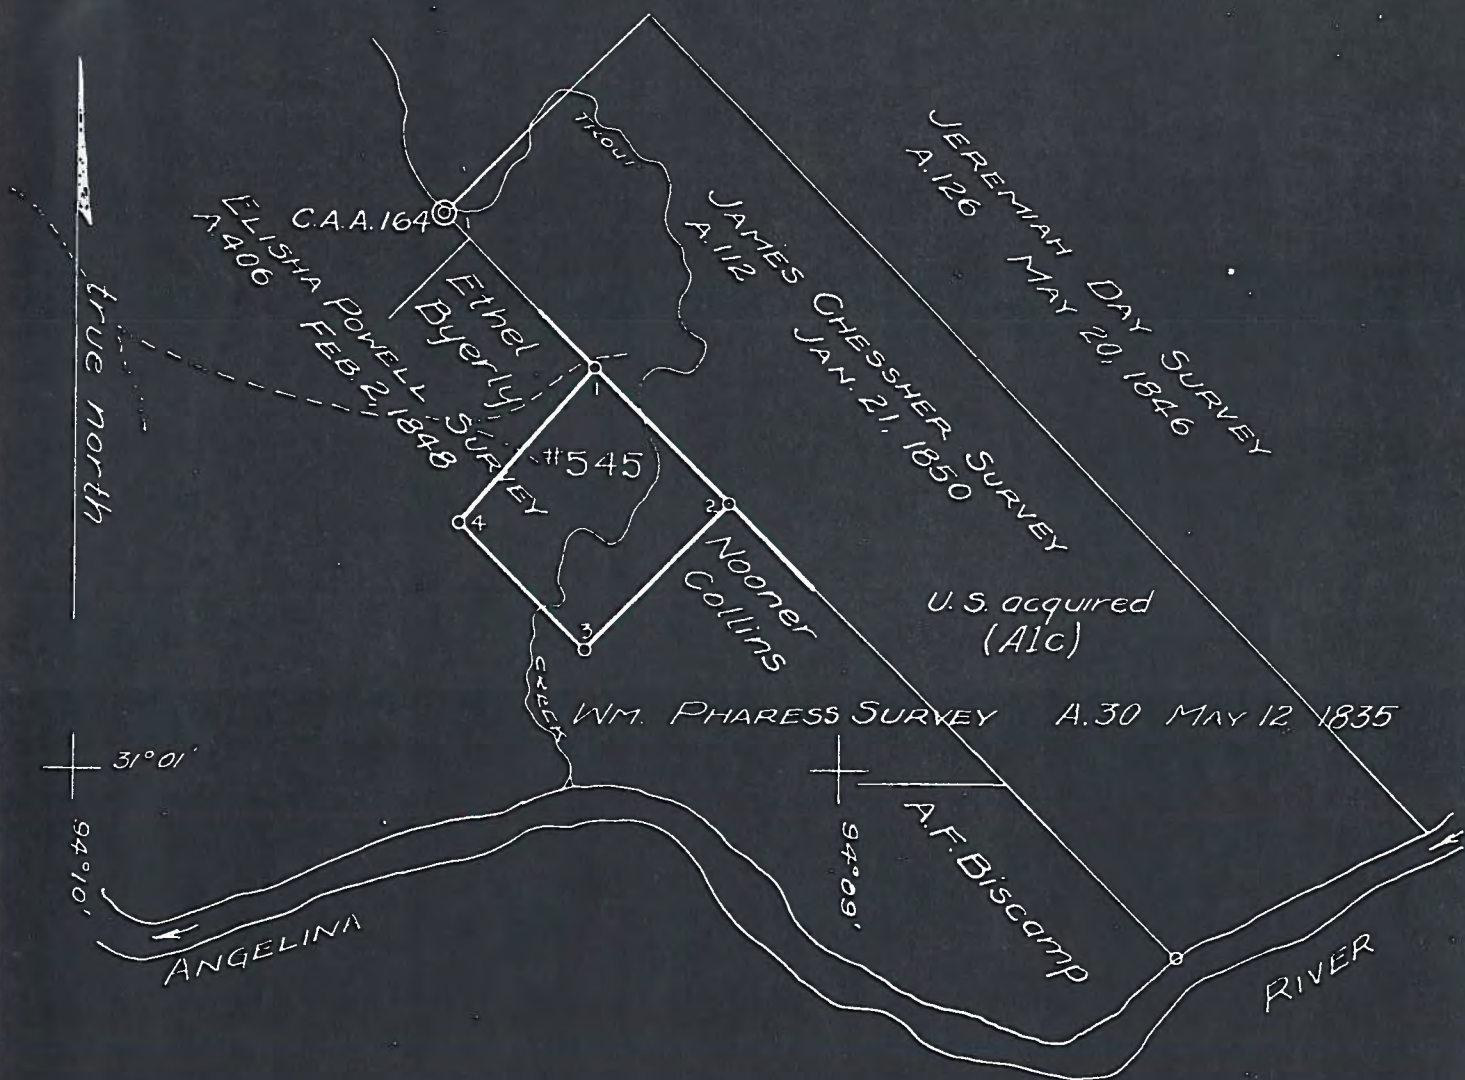 TROUT
JEREMIAH DAY SURVEY
A.126 MAY 20, 1846
JAMES CHESSHER SURVEY
A.112 JAN. 21, 1850
C.A.A.164
ELISHA POWELL SURVEY
A.406 FEB. 2, 1848
Ethel
Byerly
true north
1
#545
2
4
3
Nooner
Collins
U.S. acquired
(A1c)
CREEK
WM. PHARESS SURVEY A.30 MAY 12 1835
31°01'
94°10'
94°09'
A.F. Biscamp
ANGELINA
RIVER